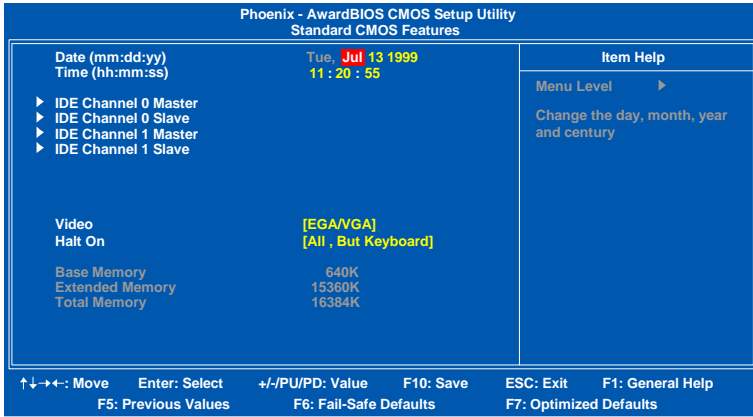 Phoenix - AwardBIOS CMOS Setup Utility
Standard CMOS Features
Date (mm:dd:yy) Tue, Jul 13 1999
Time (hh:mm:ss) 11 : 20 : 55
IDE Channel 0 Master
IDE Channel 0 Slave
IDE Channel 1 Master
IDE Channel 1 Slave
Video [EGA/VGA]
Halt On [All , But Keyboard]
Base Memory 640K
Extended Memory 15360K
Total Memory 16384K
Item Help
Menu Level
Change the day, month, year
and century
↑↓→←: Move Enter: Select +/-/PU/PD: Value F10: Save ESC: Exit F1: General Help
F5: Previous Values F6: Fail-Safe Defaults F7: Optimized Defaults